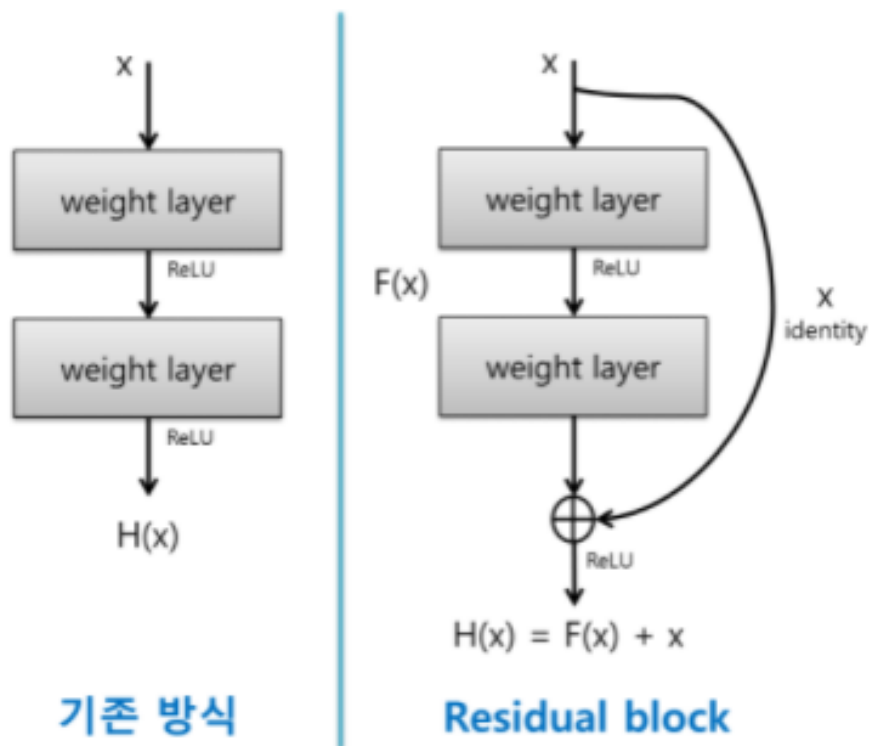 x
weight layer
ReLU
weight layer
ReLU
H(x)
기존 방식
x
weight layer
ReLU
F(x)
weight layer
x
identity
ReLU
H(x) = F(x) + x
Residual block